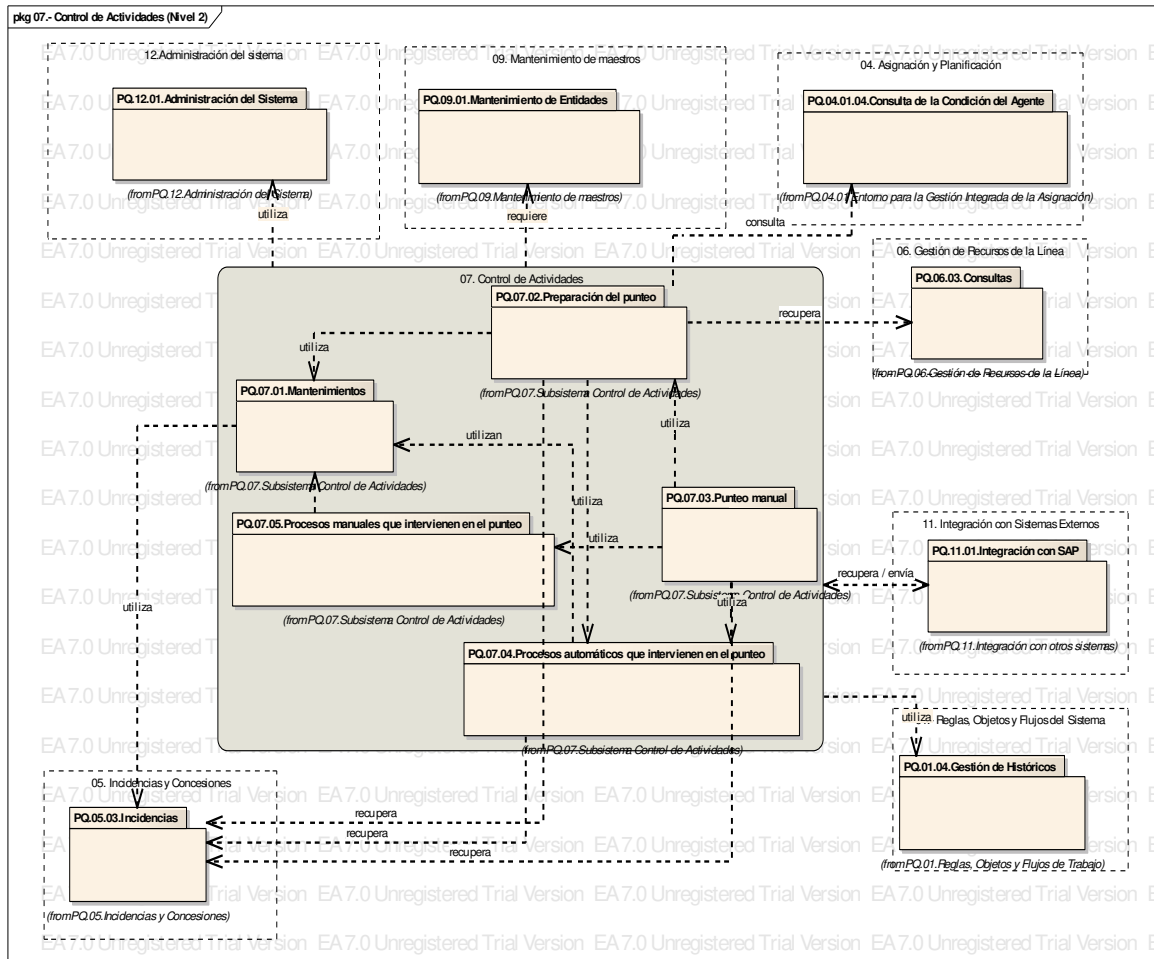 pkg 07.- Control de Actividades (Nivel 2)
12.Administración del sistema
PQ.12.01.Administración del Sistema
(from PQ.12.Administración del Sistema)
utiliza
09. Mantenimiento de maestros
PQ.09.01.Mantenimiento de Entidades
(from PQ.09.Mantenimiento de maestros)
requiere
04. Asignación y Planificación
PQ.04.01.04.Consulta de la Condición del Agente
(from PQ.04.01.Entorno para la Gestión Integrada de la Asignación)
consulta
06. Gestión de Recursos de la Línea
PQ.06.03.Consultas
(from PQ.06.Gestión de Recursos de la Línea)
recupera
07. Control de Actividades
PQ.07.02.Preparación del punteo
(from PQ.07.Subsistema Control de Actividades)
utiliza
PQ.07.01.Mantenimientos
(from PQ.07.Subsistema Control de Actividades)
utilizan
utiliza
PQ.07.03.Punteo manual
(from PQ.07.Subsistema Control de Actividades)
utiliza
utiliza
utiliza
PQ.07.05.Procesos manuales que intervienen en el punteo
(from PQ.07.Subsistema Control de Actividades)
PQ.07.04.Procesos automáticos que intervienen en el punteo
(from PQ.07.Subsistema Control de Actividades)
11. Integración con Sistemas Externos
PQ.11.01.Integración con SAP
(from PQ.11.Integración con otros sistemas)
recupera / envía
utiliza
Reglas, Objetos y Flujos del Sistema
PQ.01.04.Gestión de Históricos
(from PQ.01.Reglas, Objetos y Flujos de Trabajo)
utiliza
05. Incidencias y Concesiones
PQ.05.03.Incidencias
(from PQ.05.Incidencias y Concesiones)
recupera
recupera
recupera
EA 7.0 Unregistered Trial Version